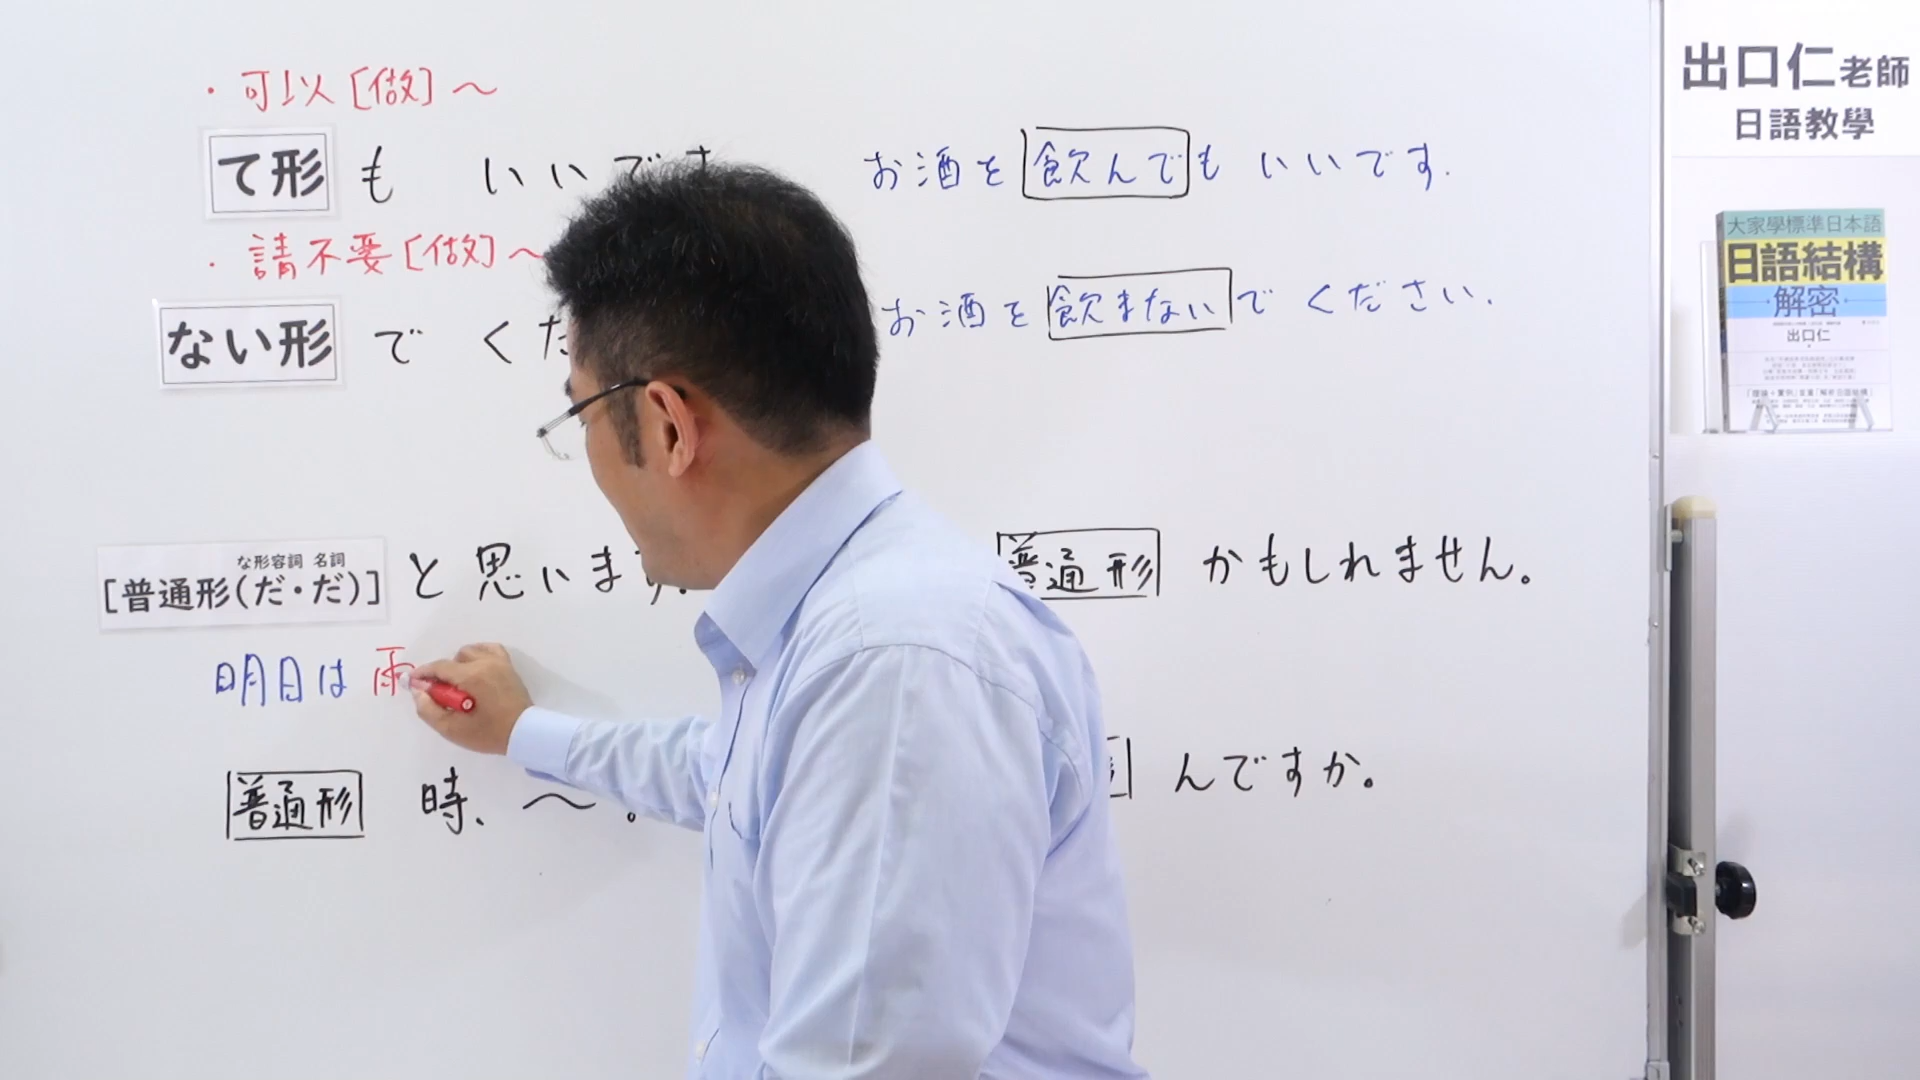 ・可以[做]～
て形 も いいです
お酒を飲んでもいいです.
・請不要[做]～
ない形 で くだ
お酒を飲まないでください.
な形容詞 名詞
[普通形(だ・だ)] と思います.
普通形 かもしれません。
明日は雨
普通形 時、～。
んですか。
出口仁老師
日語教學
大家學標準日本語
日語結構
解密
出口仁